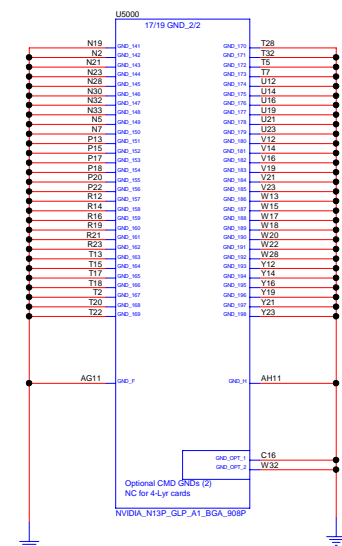 U5000
17/19 GND_2/2
N19 GND_141 GND_170 T28
N2 GND_142 GND_171 T32
N21 GND_143 GND_172 T5
N23 GND_144 GND_173 T7
N28 GND_145 GND_174 U12
N30 GND_146 GND_175 U14
N32 GND_147 GND_176 U16
N33 GND_148 GND_177 U19
N5 GND_149 GND_178 U21
N7 GND_150 GND_179 U23
P13 GND_151 GND_180 V12
P15 GND_152 GND_181 V14
P17 GND_153 GND_182 V16
P18 GND_154 GND_183 V19
P20 GND_155 GND_184 V21
P22 GND_156 GND_185 V23
R12 GND_157 GND_186 W13
R14 GND_158 GND_187 W15
R16 GND_159 GND_188 W17
R19 GND_160 GND_189 W18
R21 GND_161 GND_190 W20
R23 GND_162 GND_191 W22
T13 GND_163 GND_192 W28
T15 GND_164 GND_193 Y12
T17 GND_165 GND_194 Y14
T18 GND_166 GND_195 Y16
T2 GND_167 GND_196 Y19
T20 GND_168 GND_197 Y21
T22 GND_169 GND_198 Y23
AG11 GND_F GND_H AH11
GND_OPT_1 C16
GND_OPT_2 W32
Optional CMD GNDs (2)
NC for 4-Lyr cards
NVIDIA_N13P_GLP_A1_BGA_908P